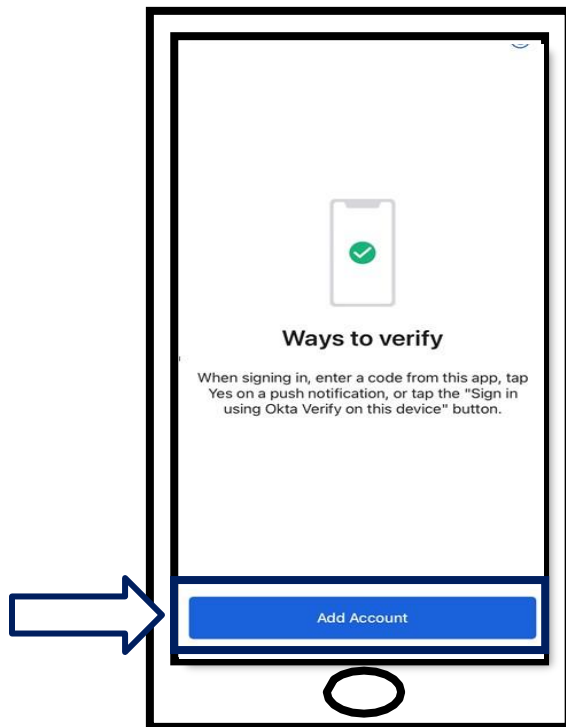 Ways to verify
When signing in, enter a code from this app, tap
Yes on a push notification, or tap the "Sign in
using Okta Verify on this device" button.
Add Account